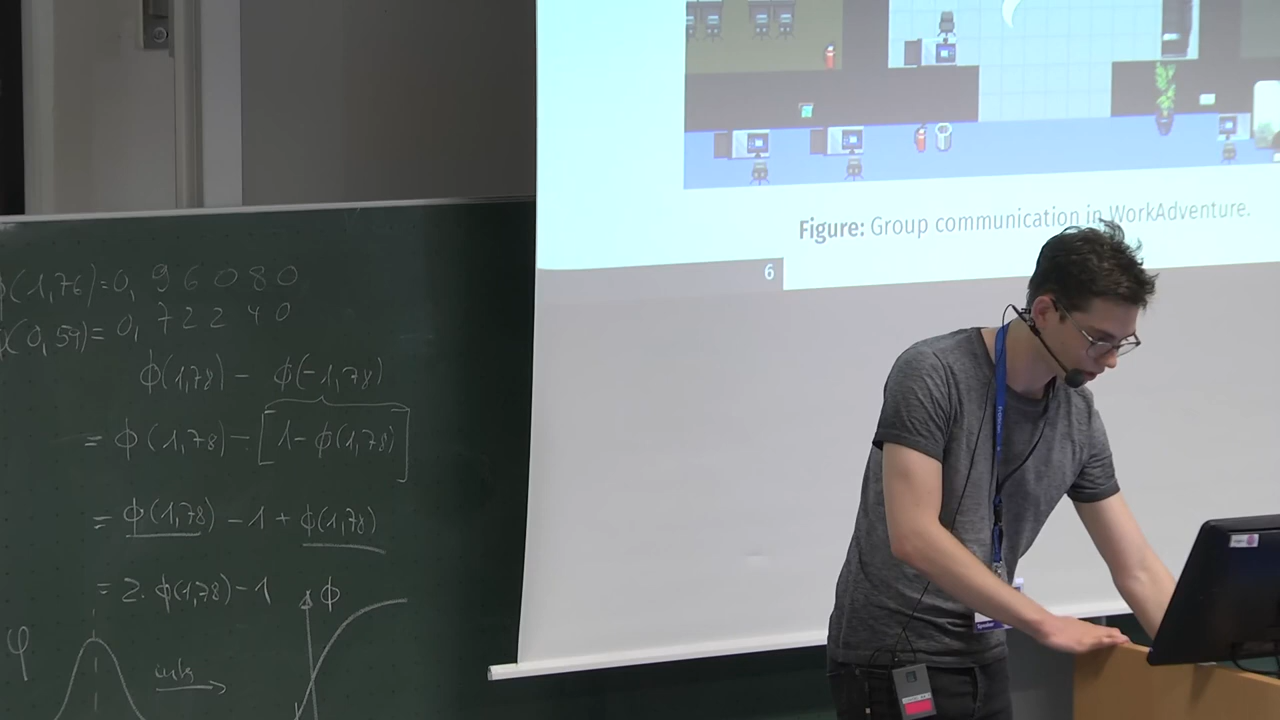 ϕ(1,76)=0,96080
ϕ(0,59)=0,72240
ϕ(1,78) - ϕ(-1,78)
= ϕ(1,78) - [1-ϕ(1,78)]
= ϕ(1,78) - 1 + ϕ(1,78)
= 2·ϕ(1,78)-1
ϕ
φ
Figure: Group communication in WorkAdventure.
6